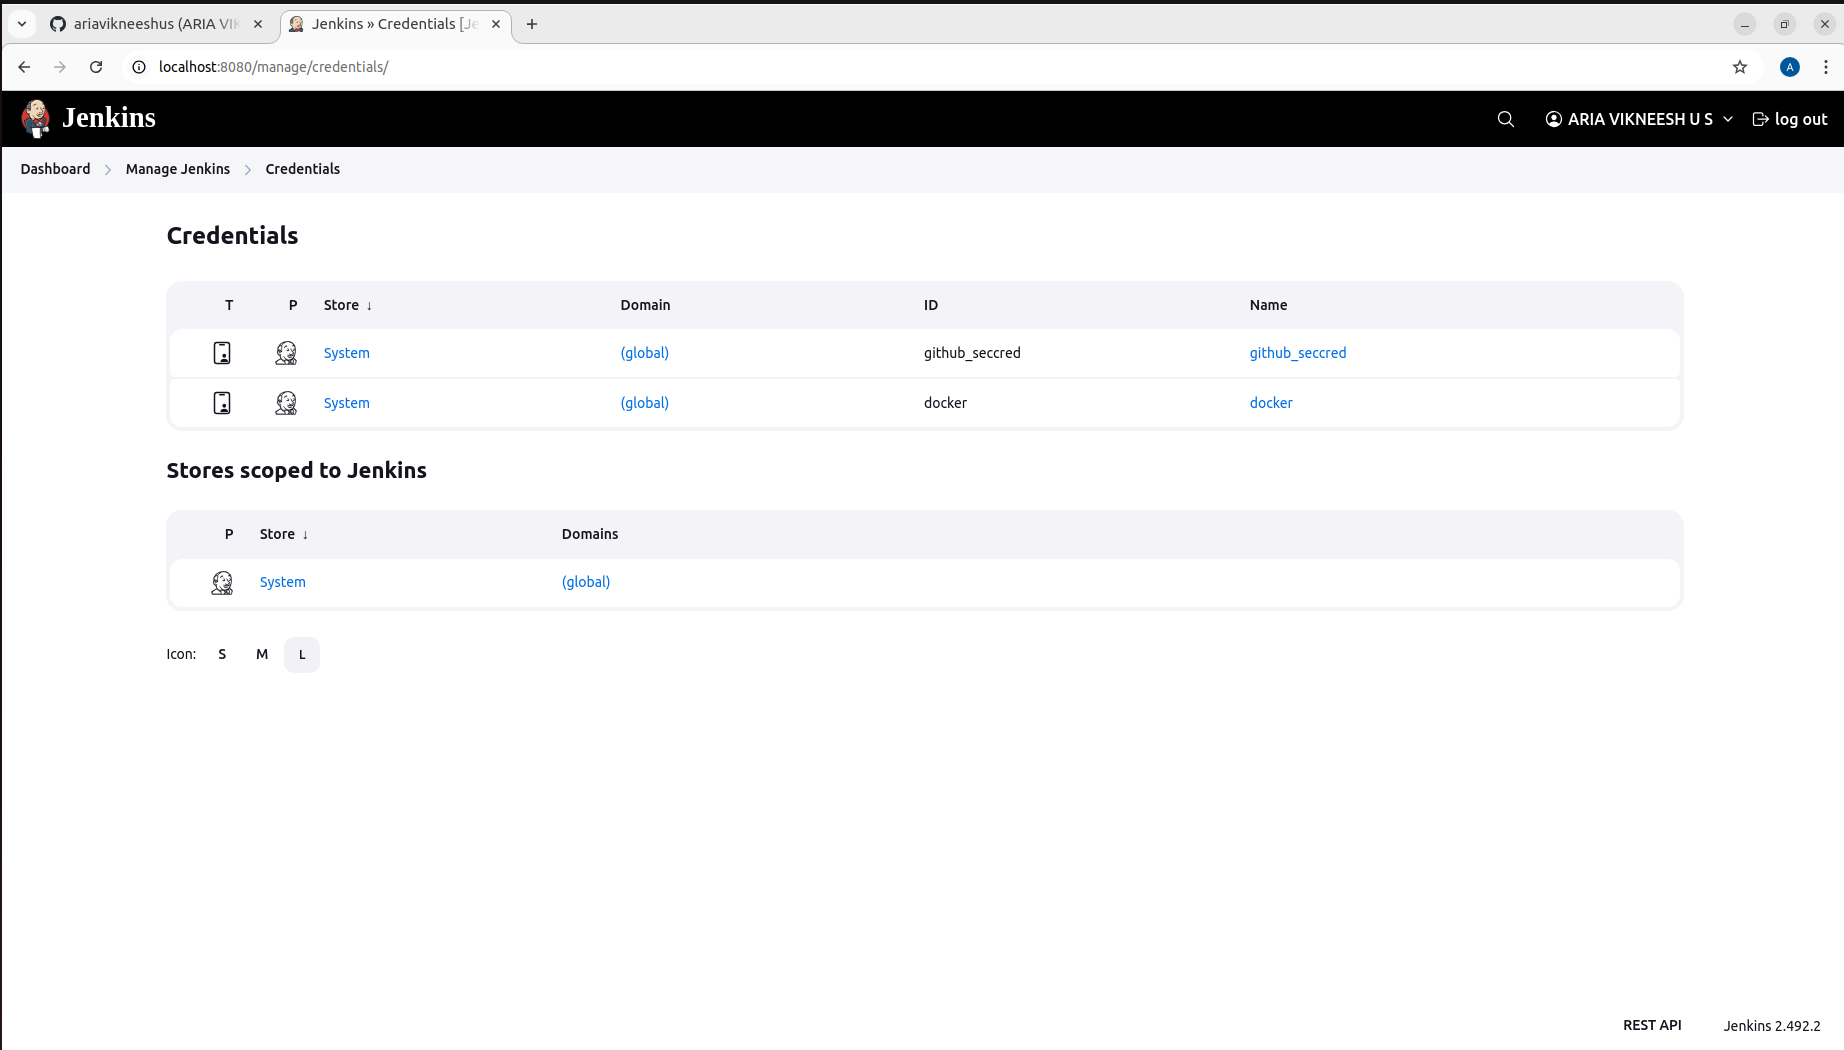 ariavikneeshus (ARIA VIK
Jenkins » Credentials [Je
localhost:8080/manage/credentials/
A
Jenkins
ARIA VIKNEESH U S
log out
Dashboard
Manage Jenkins
Credentials
Credentials
T P Store ↓ Domain ID Name
System (global) github_seccred github_seccred
System (global) docker docker
Stores scoped to Jenkins
P Store ↓ Domains
System (global)
Icon: S M L
REST API Jenkins 2.492.2